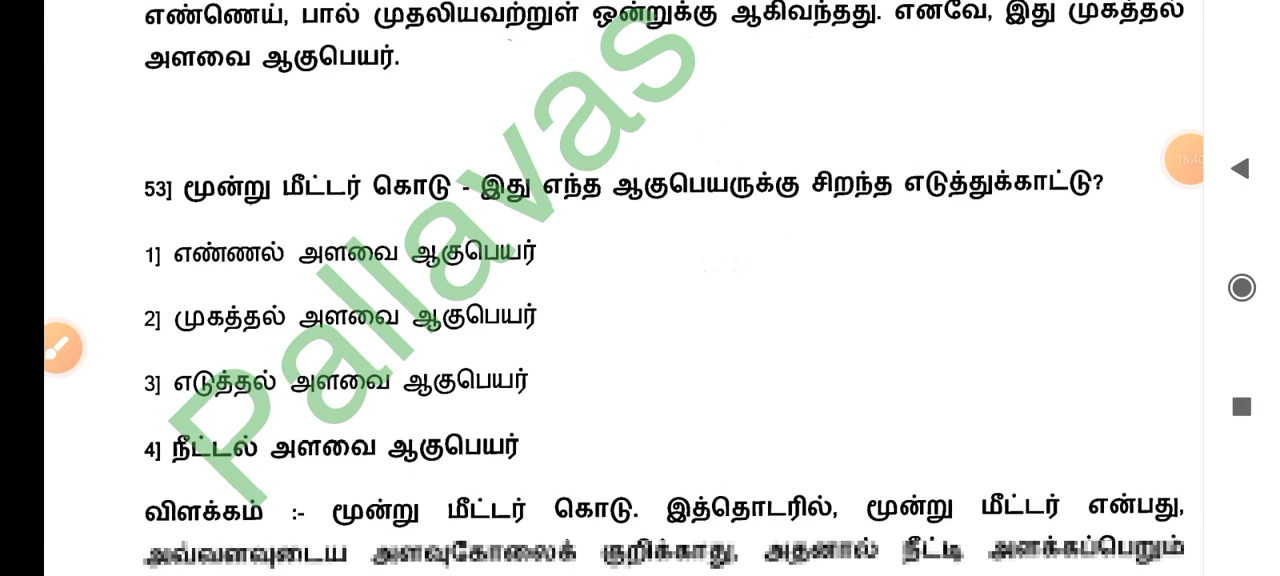 எண்ணெய், பால் முதலியவற்றுள் ஒன்றுக்கு ஆகிவந்தது. எனவே, இது முகத்தல்
அளவை ஆகுபெயர்.
16:40
53] மூன்று மீட்டர் கொடு - இது எந்த ஆகுபெயருக்கு சிறந்த எடுத்துக்காட்டு?
1] எண்ணல் அளவை ஆகுபெயர்
2] முகத்தல் அளவை ஆகுபெயர்
3] எடுத்தல் அளவை ஆகுபெயர்
4] நீட்டல் அளவை ஆகுபெயர்
விளக்கம் :- மூன்று மீட்டர் கொடு. இத்தொடரில், மூன்று மீட்டர் என்பது,
அவ்வளவுடைய அளவுகோலைக் குறிக்காது, அதனால் நீட்டி அளக்கப்பெறும்
Pallavas